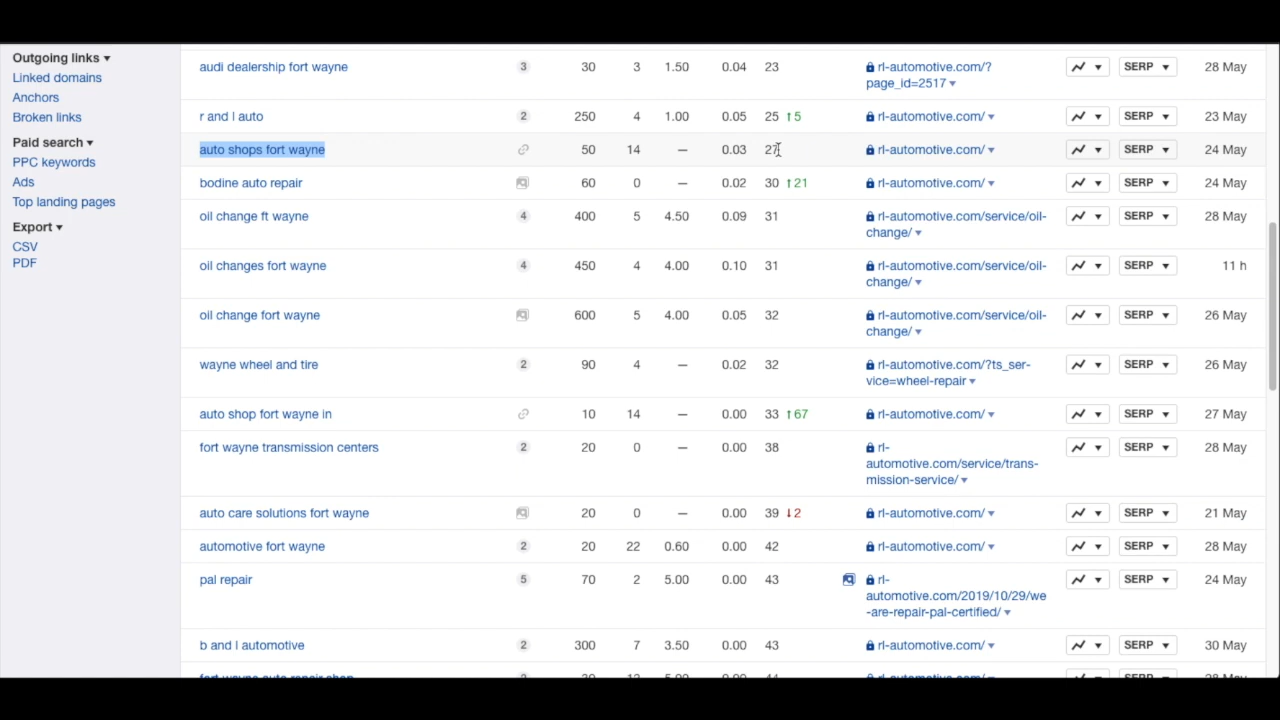 Outgoing links ▾
Linked domains
Anchors
Broken links
Paid search ▾
PPC keywords
Ads
Top landing pages
Export ▾
CSV
PDF
audi dealership fort wayne 3 30 3 1.50 0.04 23 rl-automotive.com/? SERP ▾ 28 May
page_id=2517 ▾
r and l auto 2 250 4 1.00 0.05 25 ↑5 rl-automotive.com/ ▾ SERP ▾ 23 May
auto shops fort wayne 50 14 — 0.03 27 rl-automotive.com/ ▾ SERP ▾ 24 May
bodine auto repair 60 0 — 0.02 30 ↑21 rl-automotive.com/ ▾ SERP ▾ 24 May
oil change ft wayne 4 400 5 4.50 0.09 31 rl-automotive.com/service/oil- SERP ▾ 28 May
change/ ▾
oil changes fort wayne 4 450 4 4.00 0.10 31 rl-automotive.com/service/oil- SERP ▾ 11 h
change/ ▾
oil change fort wayne 600 5 4.00 0.05 32 rl-automotive.com/service/oil- SERP ▾ 26 May
change/ ▾
wayne wheel and tire 2 90 4 — 0.02 32 rl-automotive.com/?ts_ser- SERP ▾ 26 May
vice=wheel-repair ▾
auto shop fort wayne in 10 14 — 0.00 33 ↑67 rl-automotive.com/ ▾ SERP ▾ 27 May
fort wayne transmission centers 2 20 0 — 0.00 38 rl- SERP ▾ 28 May
automotive.com/service/trans-
mission-service/ ▾
auto care solutions fort wayne 20 0 — 0.00 39 ↓2 rl-automotive.com/ ▾ SERP ▾ 21 May
automotive fort wayne 2 20 22 0.60 0.00 42 rl-automotive.com/ ▾ SERP ▾ 28 May
pal repair 5 70 2 5.00 0.00 43 rl- SERP ▾ 24 May
automotive.com/2019/10/29/we
-are-repair-pal-certified/ ▾
b and l automotive 2 300 7 3.50 0.00 43 rl-automotive.com/ ▾ SERP ▾ 30 May
fort wayne auto repair shop rl-automotive.com/ SERP